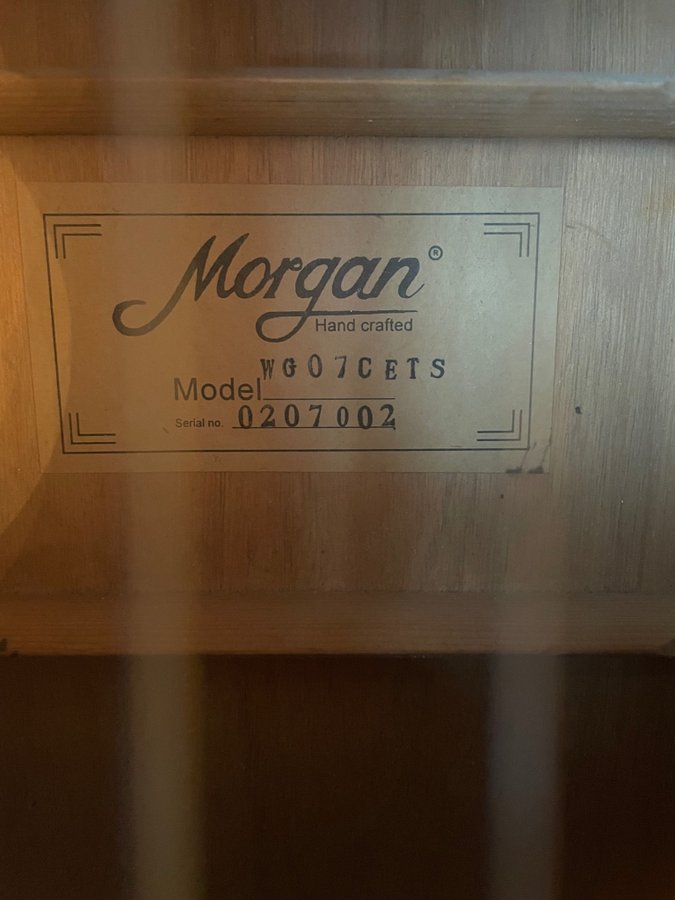 Morgan®
Hand crafted
Model WG07CETS
Serial no. 0207002